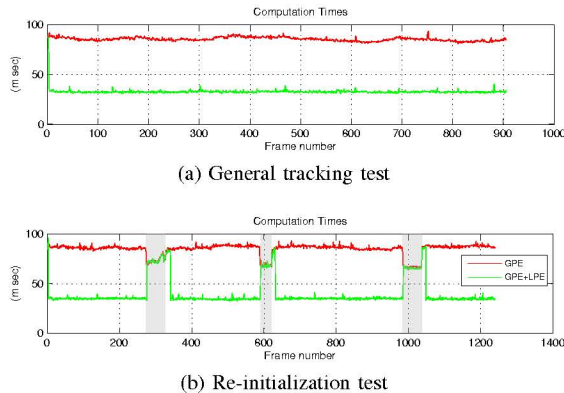 Computation Times
100
50
0
(m sec)
0 100 200 300 400 500 600 700 800 900 1000
Frame number
(a) General tracking test
Computation Times
100
50
0
(m sec)
GPE
GPE+LPE
0 200 400 600 800 1000 1200 1400
Frame number
(b) Re-initialization test